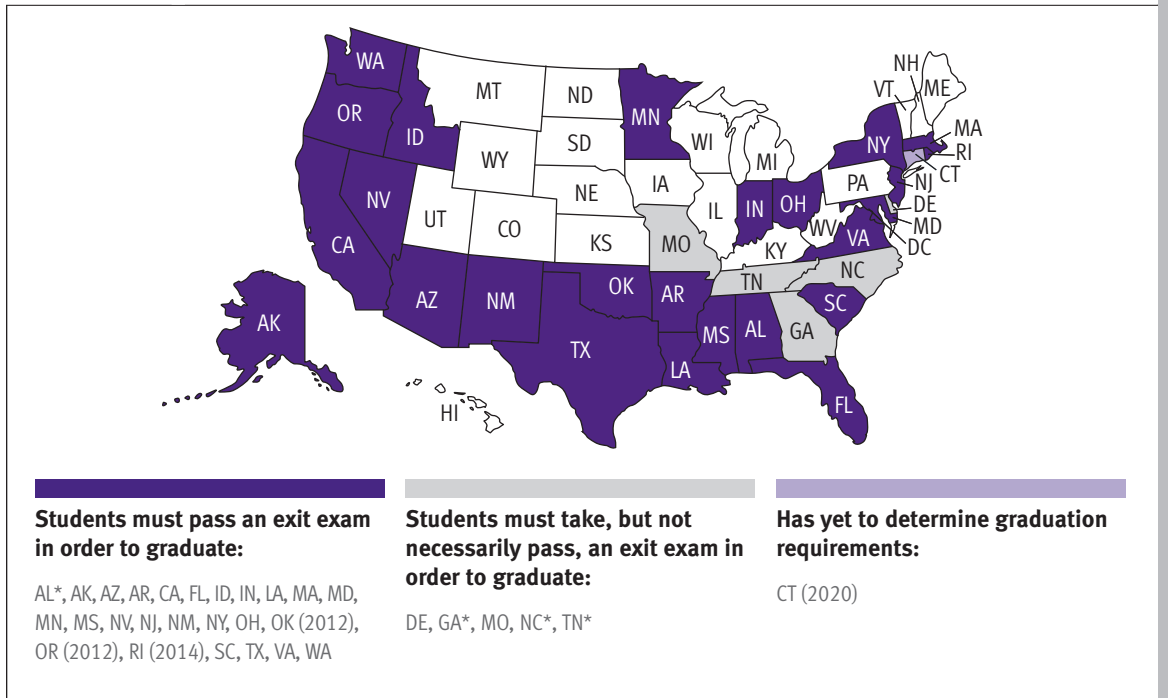 WA
MT
ND
MN
OR
ID
SD
WI
MI
NH
VT
ME
NY
MA
RI
CT
WY
IA
NE
PA
NJ
DE
MD
DC
NV
UT
CO
IL
IN
OH
WV
VA
CA
KS
MO
KY
AZ
NM
OK
AR
TN
NC
SC
AK
TX
MS
AL
GA
LA
HI
FL
Students must pass an exit exam
in order to graduate:
AL*, AK, AZ, AR, CA, FL, ID, IN, LA, MA, MD,
MN, MS, NV, NJ, NM, NY, OH, OK (2012),
OR (2012), RI (2014), SC, TX, VA, WA
Students must take, but not
necessarily pass, an exit exam in
order to graduate:
DE, GA*, MO, NC*, TN*
Has yet to determine graduation
requirements:
CT (2020)